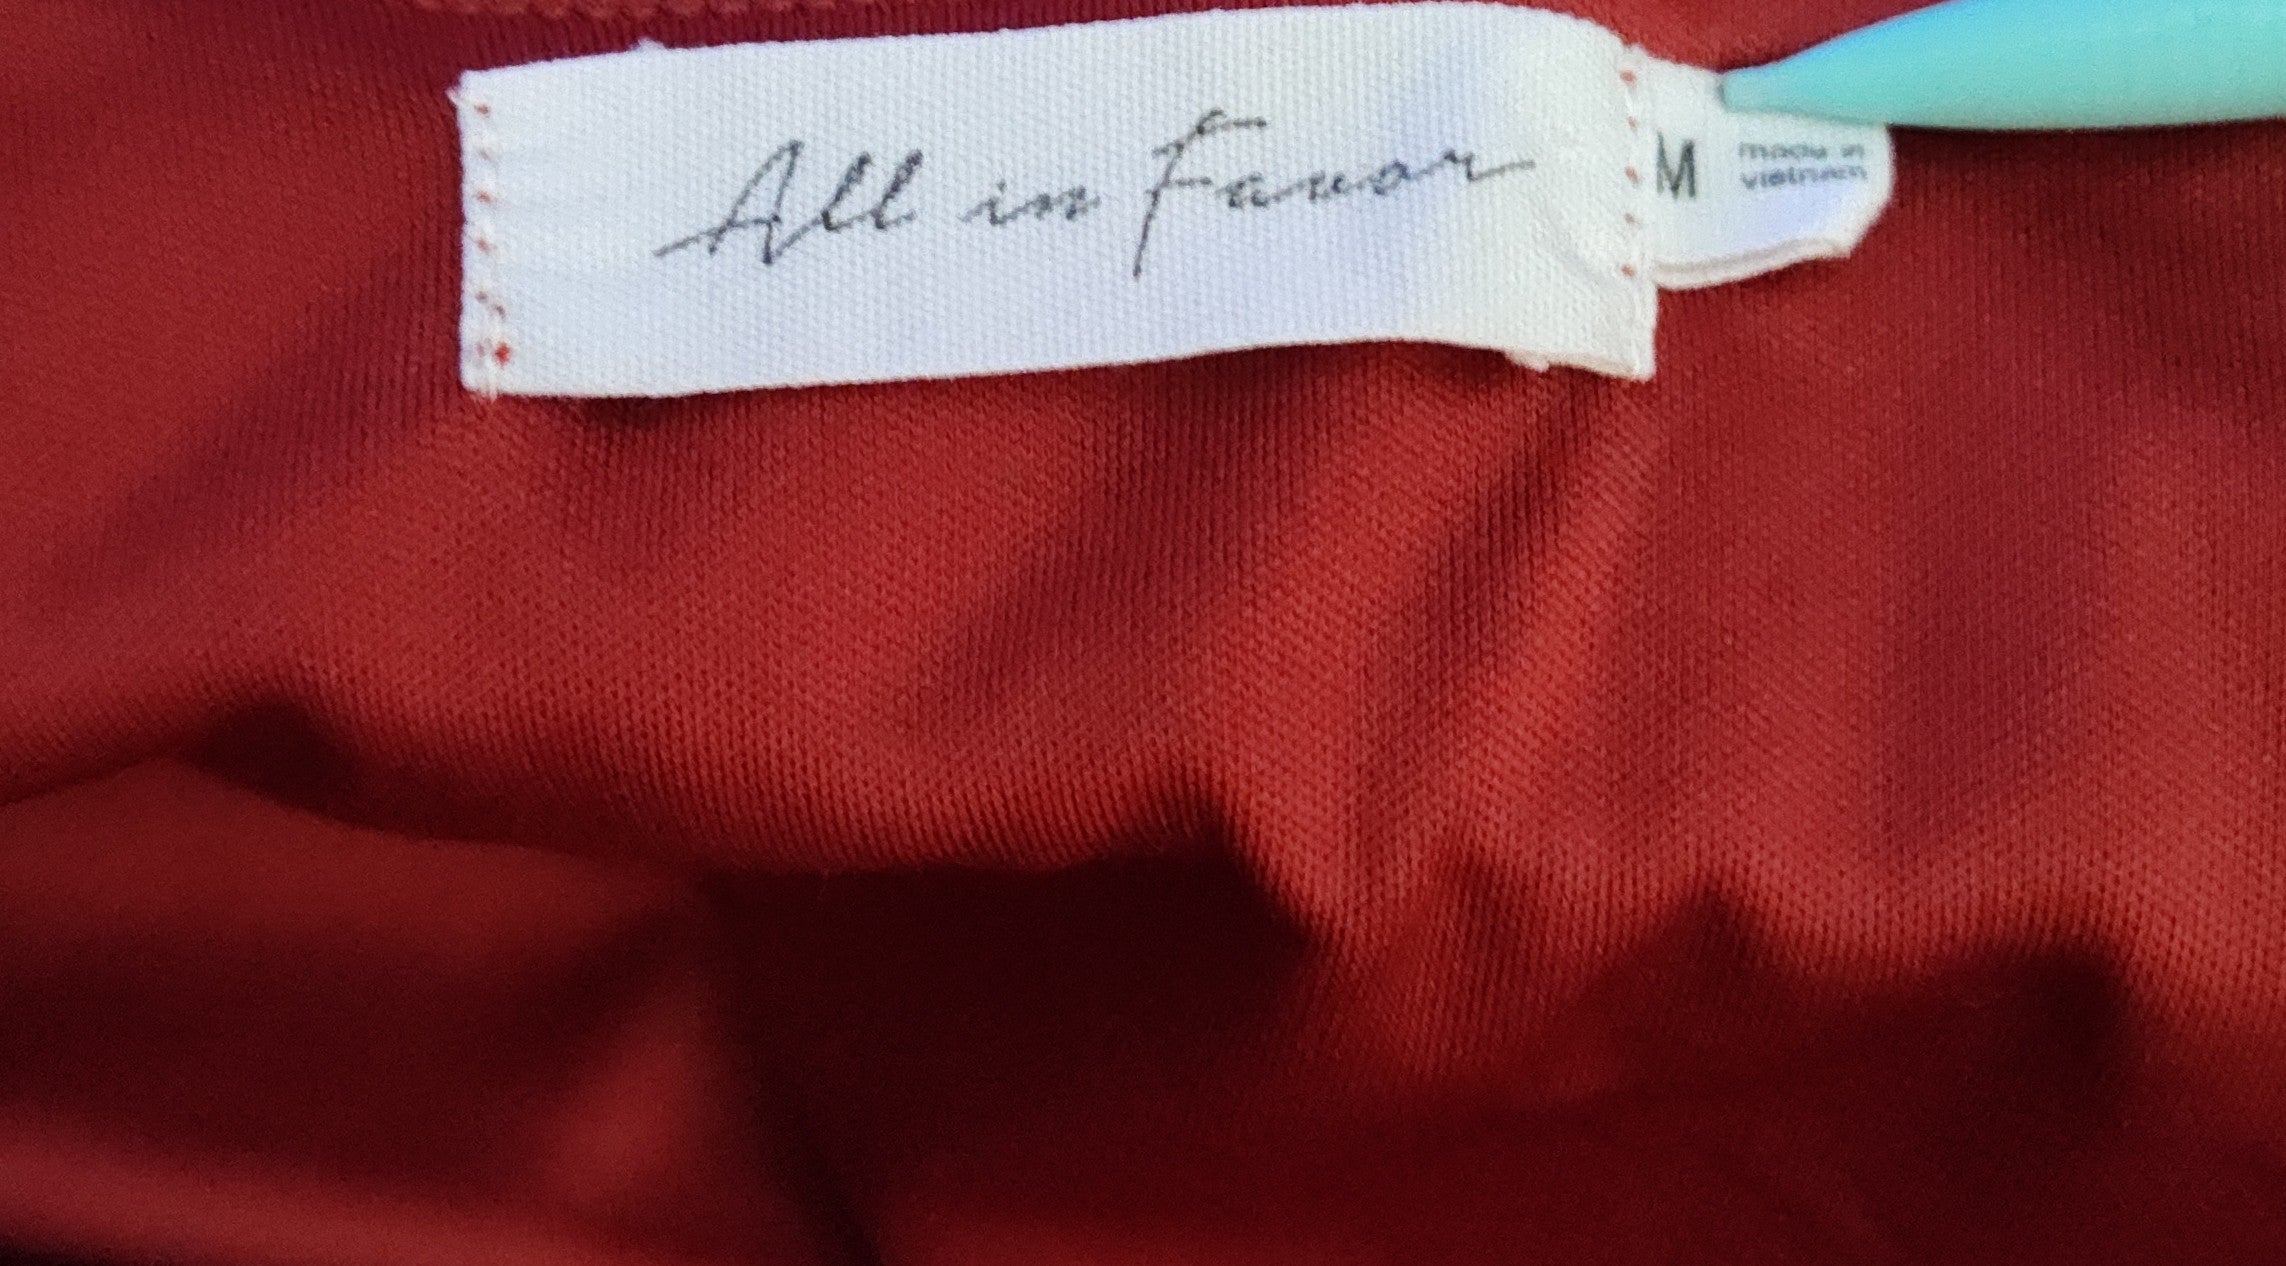 All in Favor
M
made in
vietnam